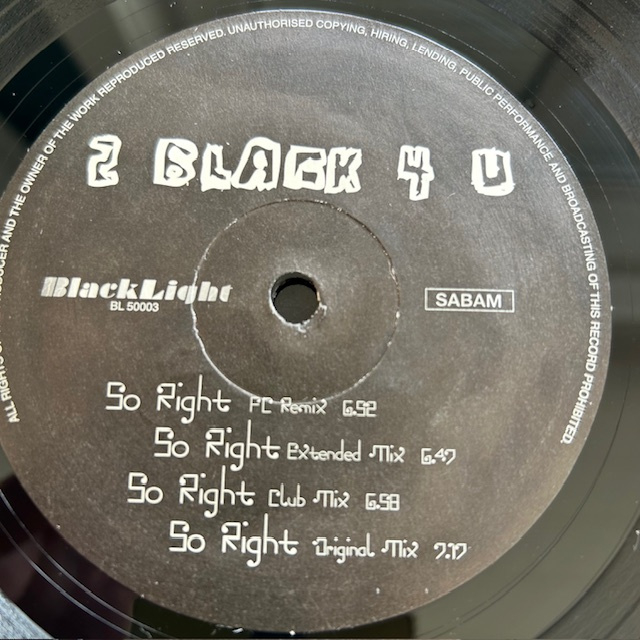 ALL RIGHTS OF THE PRODUCER AND THE OWNER OF THE WORK REPRODUCED RESERVED. UNAUTHORISED COPYING, HIRING, LENDING, PUBLIC PERFORMANCE AND BROADCASTING OF THIS RECORD PROHIBITED.
2 BLACK 4 U
BlackLight
BL 50003
SABAM
So Right PC Remix 6.52
So Right Extended Mix 6.47
So Right Club Mix 6.58
So Right Original Mix 7.17